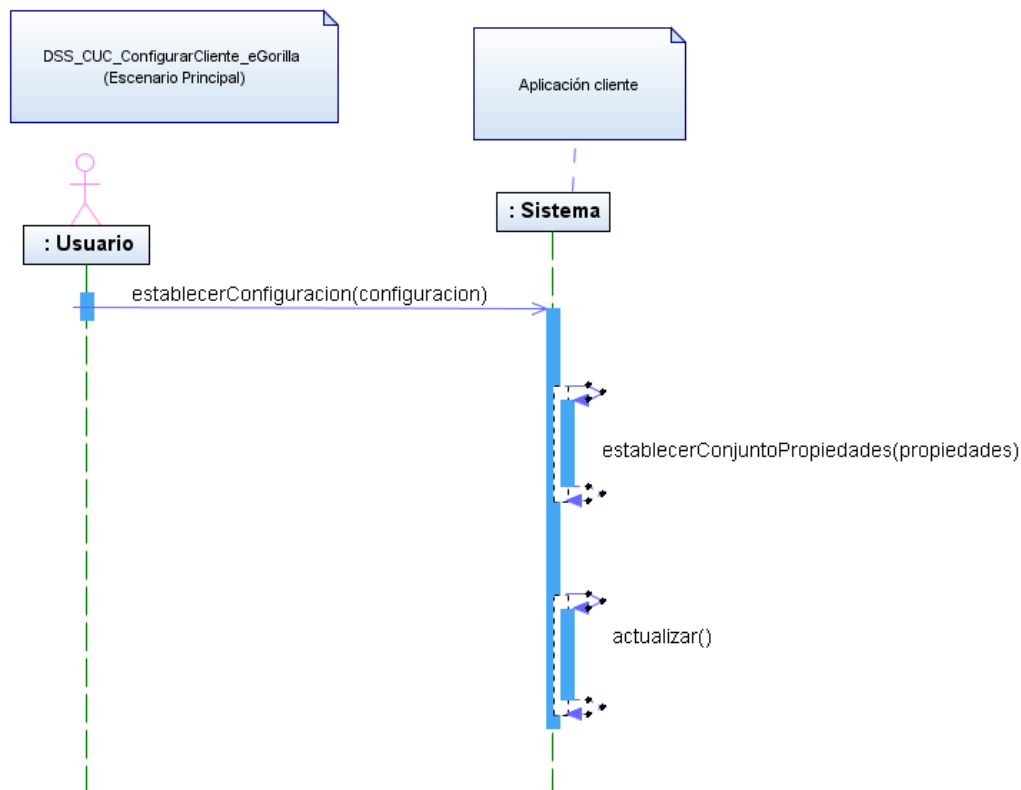 DSS_CUC_ConfigurarCliente_eGorilla
(Escenario Principal)
Aplicación cliente
: Sistema
: Usuario
establecerConfiguracion(configuracion)
establecerConjuntoPropiedades(propiedades)
actualizar()